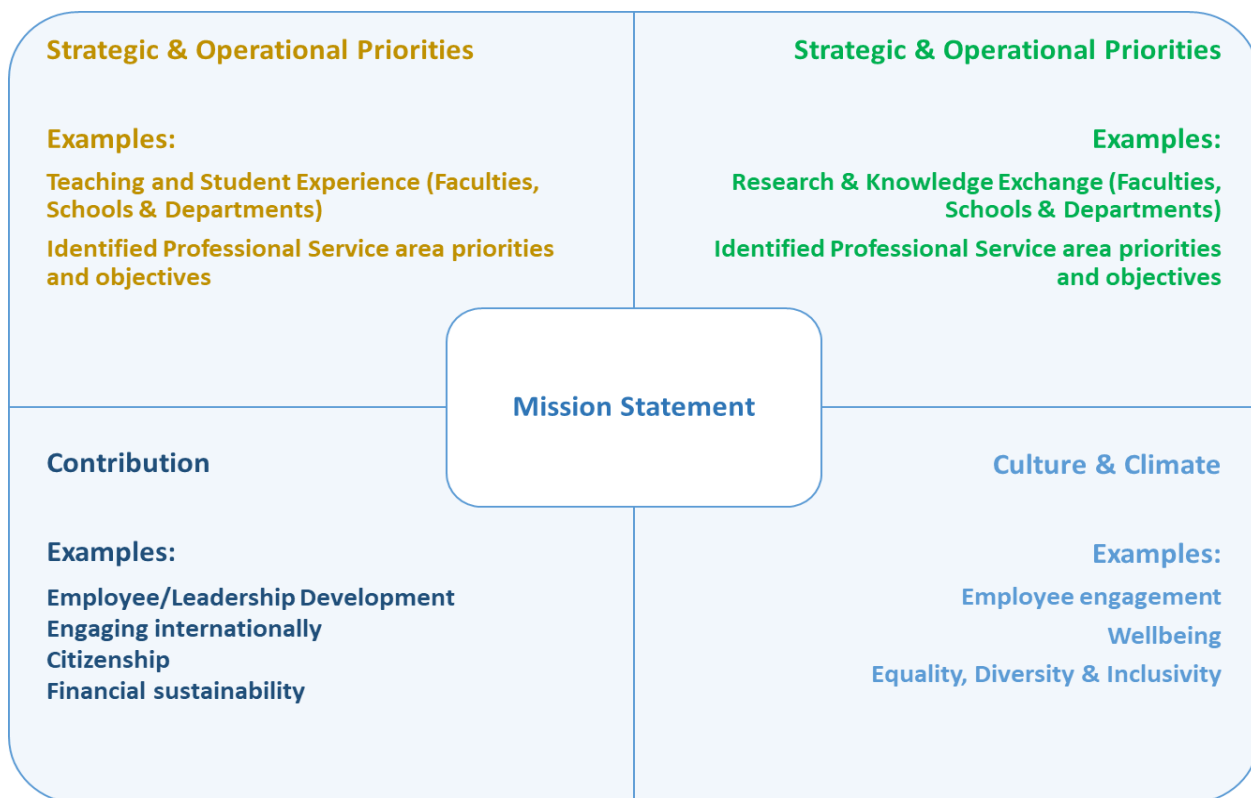 Strategic & Operational Priorities
Examples:
Teaching and Student Experience (Faculties,
Schools & Departments)
Identified Professional Service area priorities
and objectives
Strategic & Operational Priorities
Examples:
Research & Knowledge Exchange (Faculties,
Schools & Departments)
Identified Professional Service area priorities
and objectives
Mission Statement
Contribution
Examples:
Employee/Leadership Development
Engaging internationally
Citizenship
Financial sustainability
Culture & Climate
Examples:
Employee engagement
Wellbeing
Equality, Diversity & Inclusivity